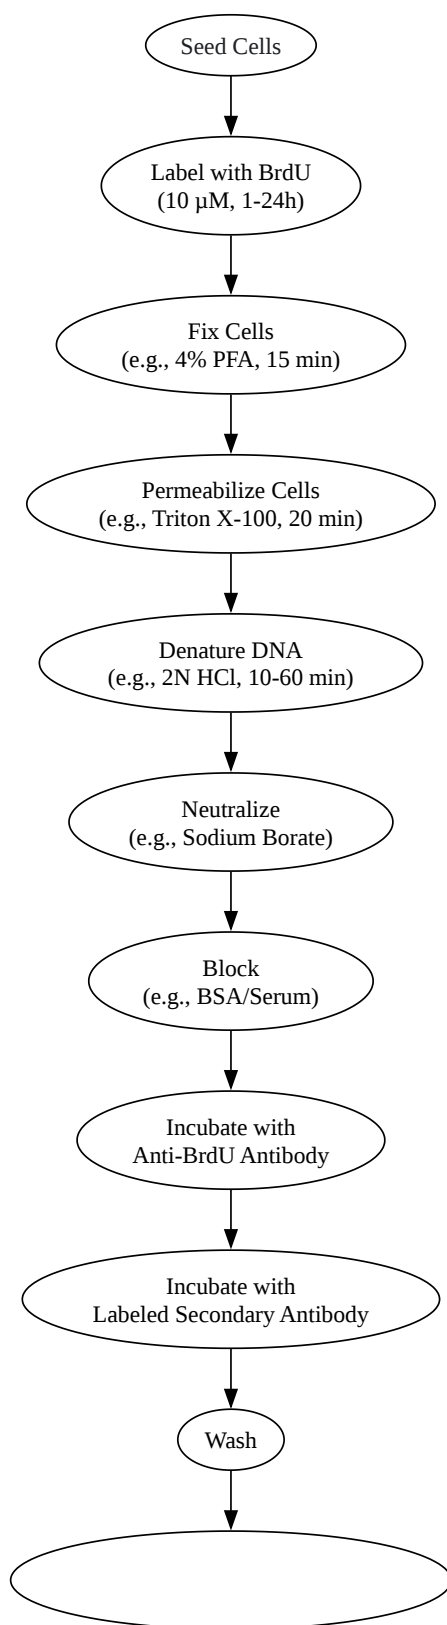 Seed Cells
Label with BrdU
(10 µM, 1-24h)
Fix Cells
(e.g., 4% PFA, 15 min)
Permeabilize Cells
(e.g., Triton X-100, 20 min)
Denature DNA
(e.g., 2N HCl, 10-60 min)
Neutralize
(e.g., Sodium Borate)
Block
(e.g., BSA/Serum)
Incubate with
Anti-BrdU Antibody
Incubate with
Labeled Secondary Antibody
Wash